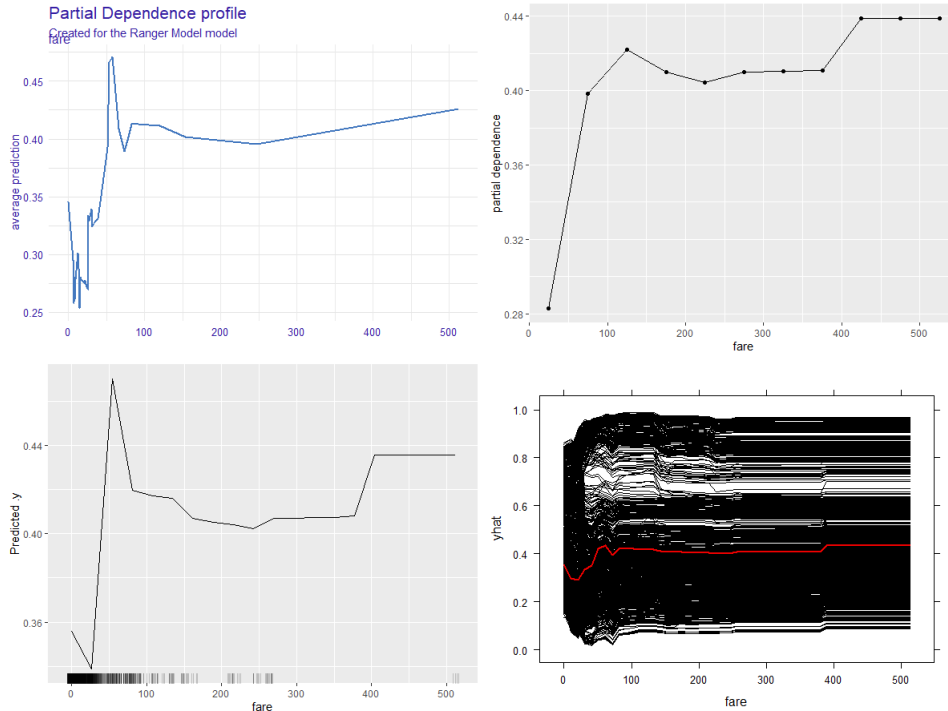 Partial Dependence profile
Created for the Ranger Model model
fare
average prediction
0.45
0.40
0.35
0.30
0.25
0 100 200 300 400 500
partial dependence
0.44
0.40
0.36
0.32
0.28
0 100 200 300 400 500
fare
Predicted .y
0.44
0.40
0.36
0 100 200 300 400 500
fare
yhat
1.0
0.8
0.6
0.4
0.2
0.0
0 100 200 300 400 500
fare